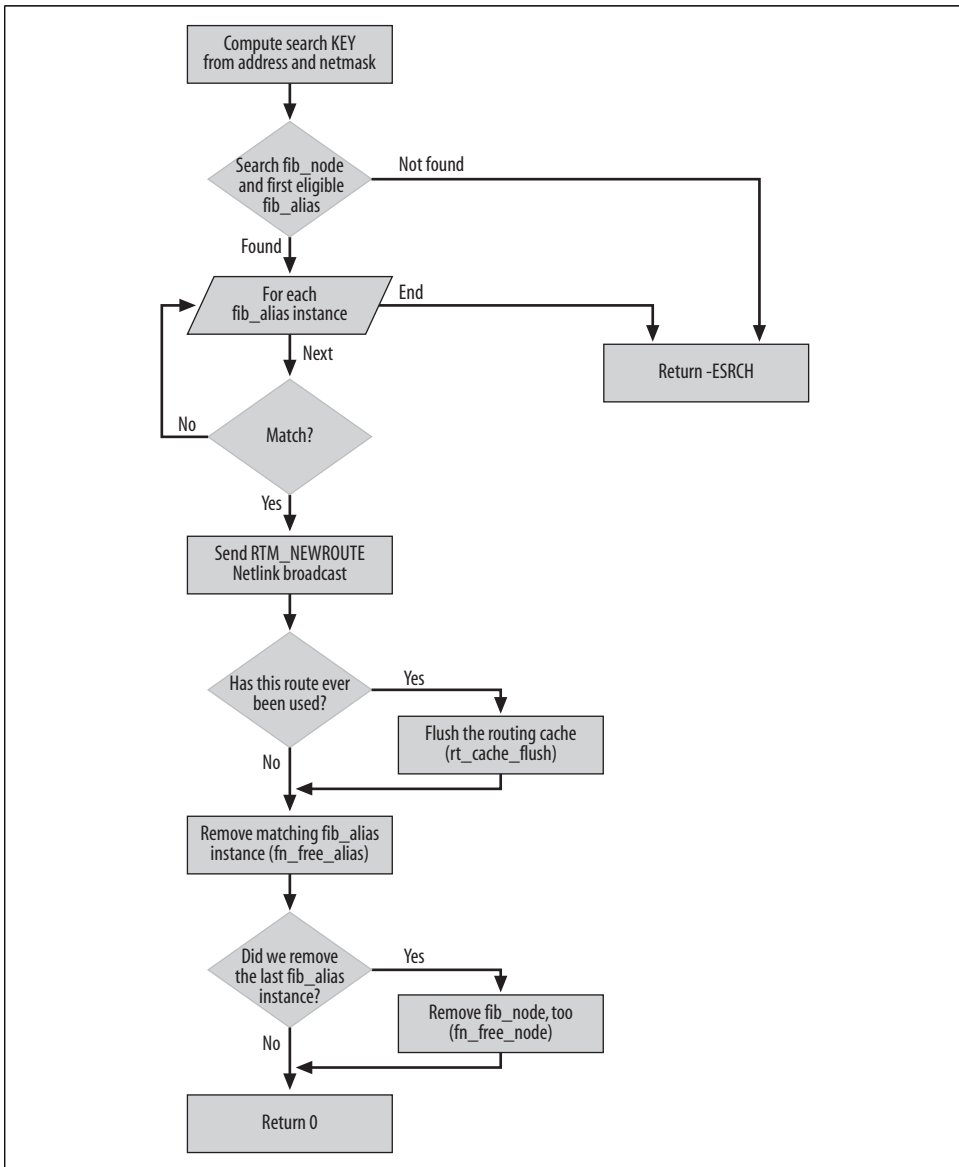 Compute search KEY
from address and netmask
Search fib_node
and first eligible
fib_alias
Not found
Found
For each
fib_alias instance
End
Next
Return -ESRCH
No
Match?
Yes
Send RTM_NEWROUTE
Netlink broadcast
Has this route ever
been used?
Yes
Flush the routing cache
(rt_cache_flush)
No
Remove matching fib_alias
instance (fn_free_alias)
Did we remove
the last fib_alias
instance?
Yes
Remove fib_node, too
(fn_free_node)
No
Return 0